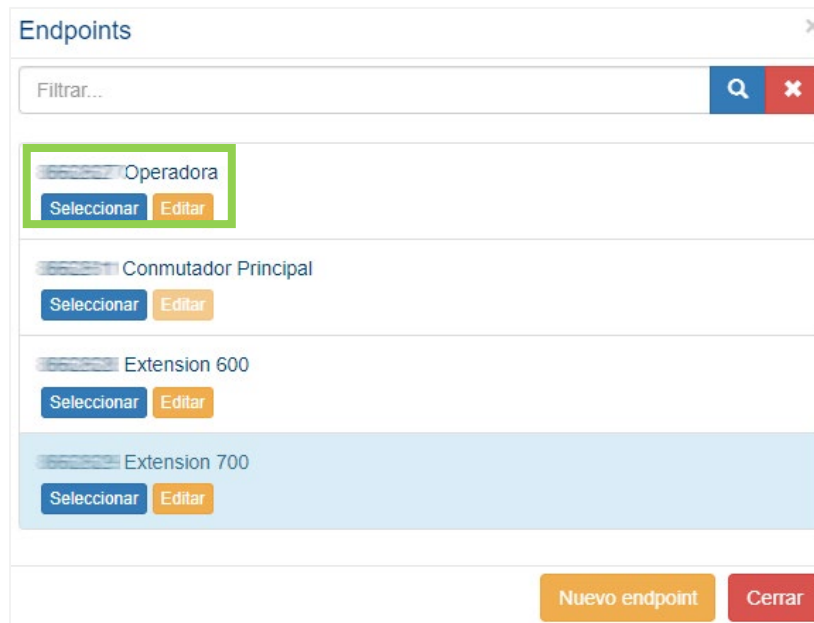 Endpoints
Filtrar...
Operadora
Seleccionar Editar
Conmutador Principal
Seleccionar Editar
Extension 600
Seleccionar Editar
Extension 700
Seleccionar Editar
Nuevo endpoint Cerrar